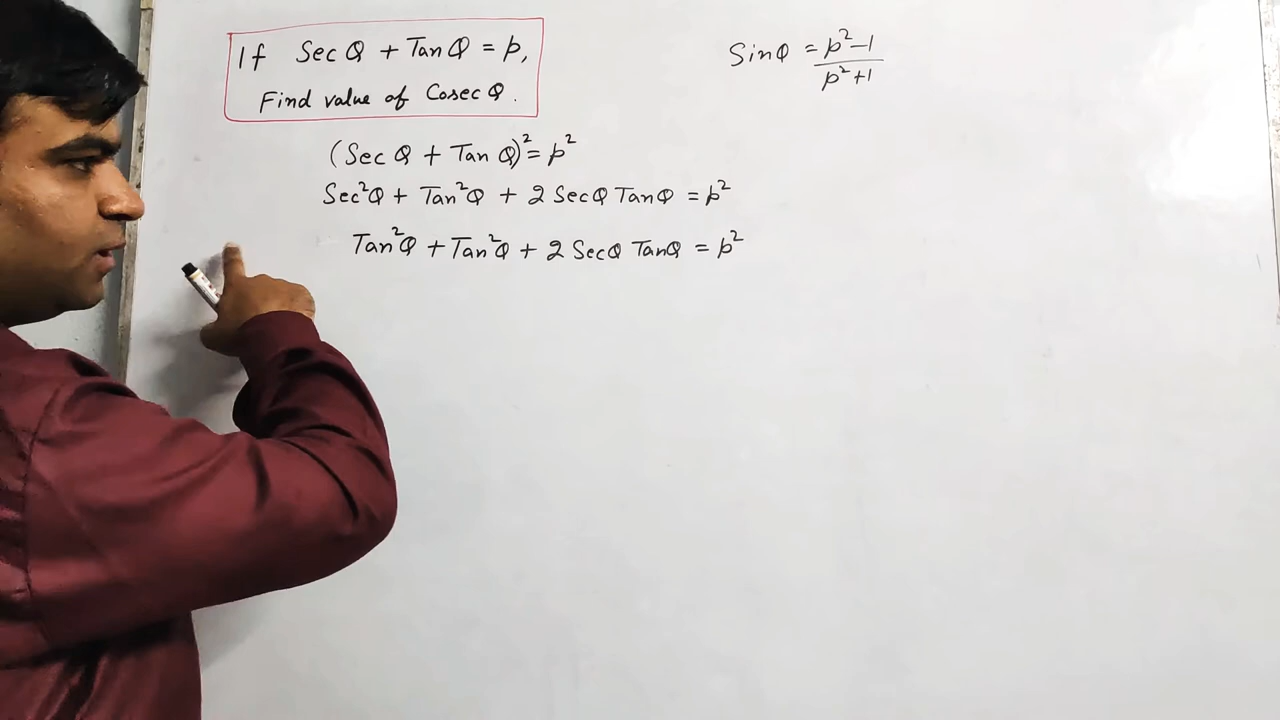 If Sec Q + Tan Q = p,
Find value of Cosec Q.
Sin Q = p²-1 / p²+1
(Sec Q + Tan Q)² = p²
Sec²Q + Tan²Q + 2 Sec Q Tan Q = p²
Tan²Q + Tan²Q + 2 Sec Q Tan Q = p²